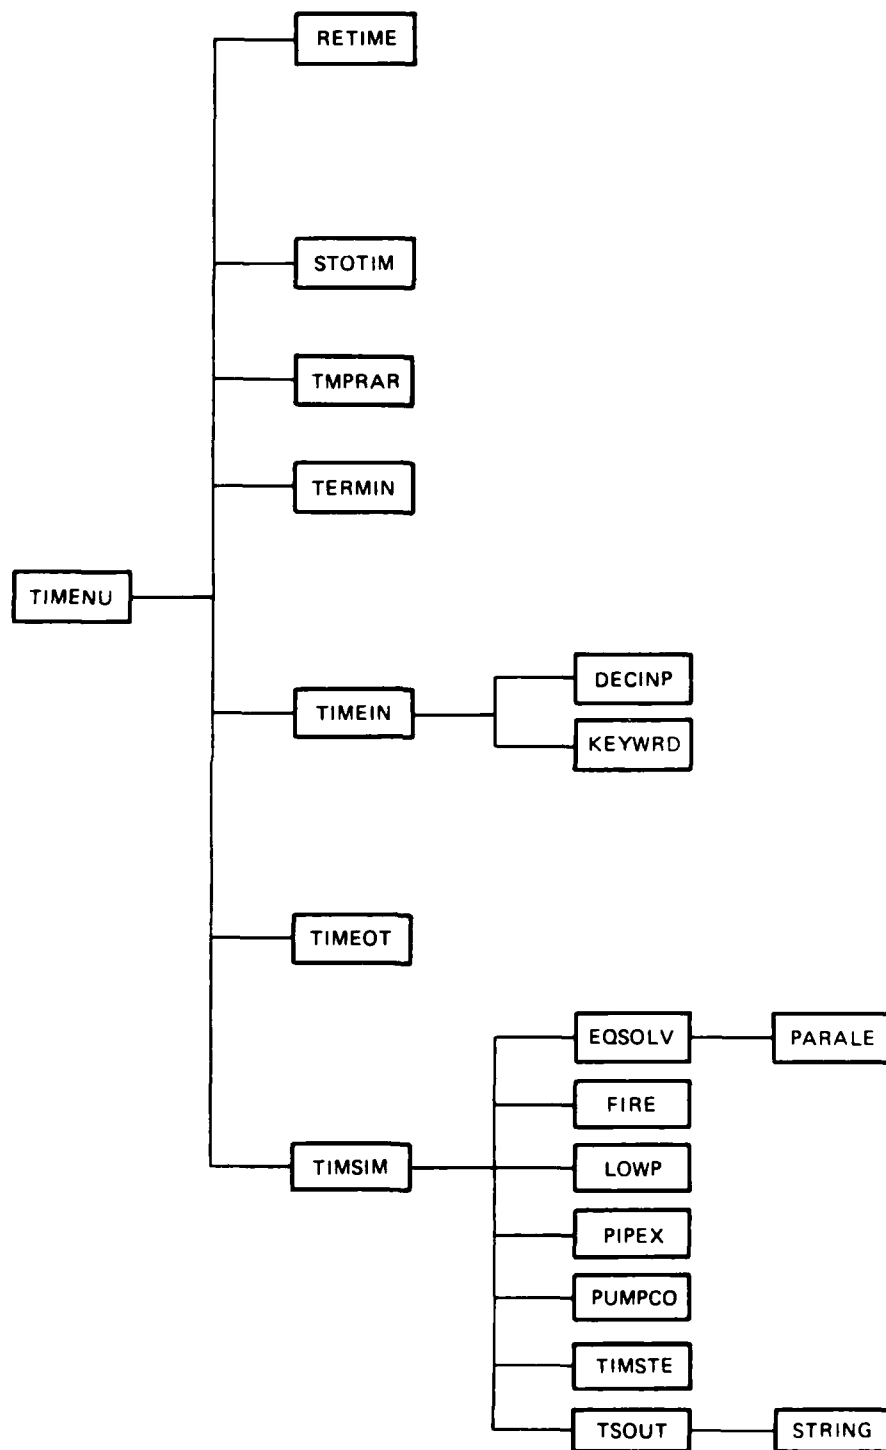 RETIME
STOTIM
TMPRAR
TERMIN
TIMENU
DECINP
TIMEIN
KEYWRD
TIMEOT
EQSOLV
PARALE
FIRE
TIMSIM
LOWP
PIPEX
PUMPCO
TIMSTE
TSOUT
STRING